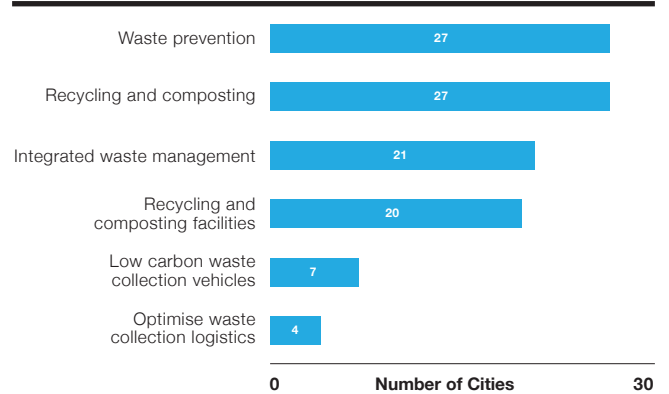 Waste prevention
27
Recycling and composting
27
Integrated waste management
21
Recycling and
composting facilities
20
Low carbon waste
collection vehicles
7
Optimise waste
collection logistics
4
0 Number of Cities 30